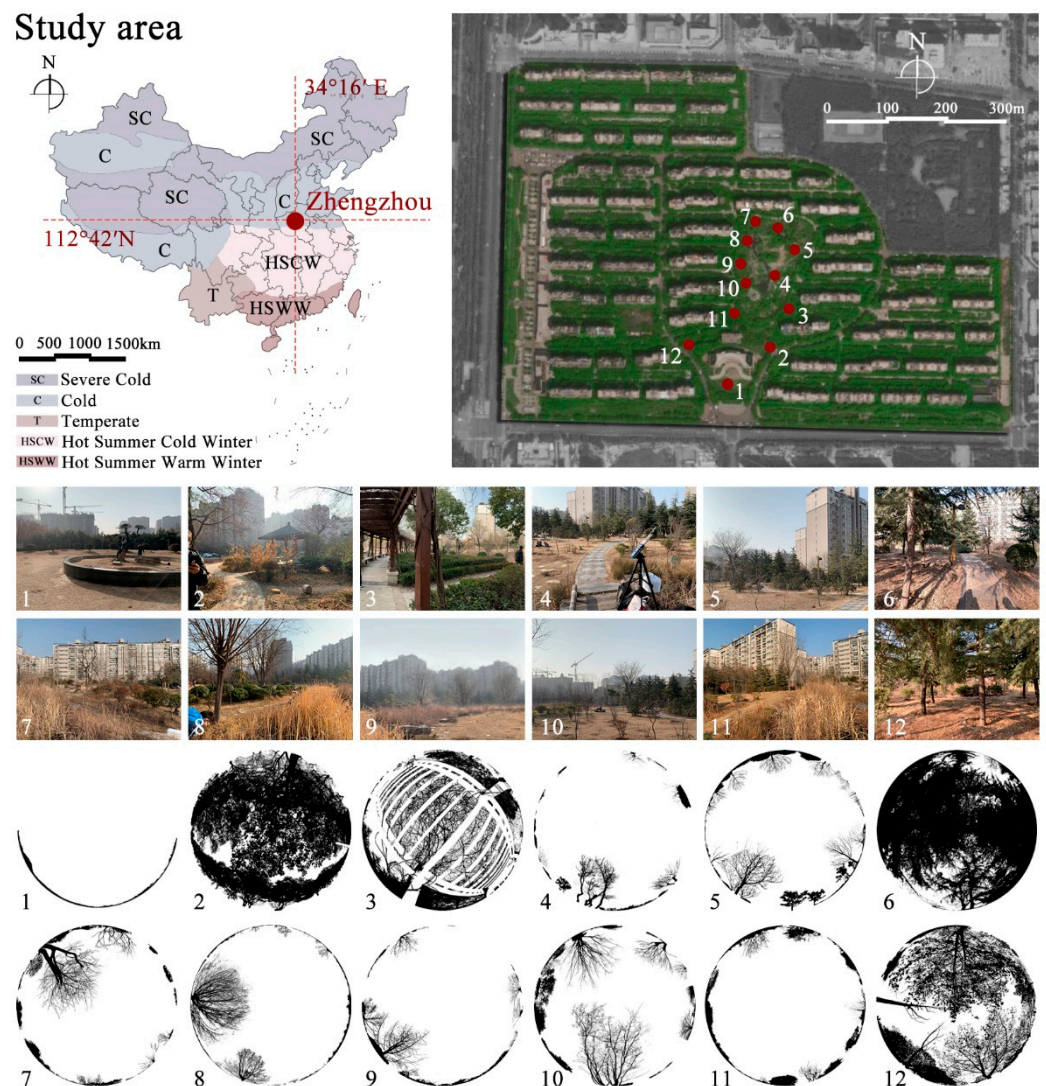 Study area
N
34°16′ E
SC
SC
C
SC
C
Zhengzhou
112°42′N
C
HSCW
T
HSWW
0 500 1000 1500km
SC Severe Cold
C Cold
T Temperate
HSCW Hot Summer Cold Winter
HSWW Hot Summer Warm Winter
N
0 100 200 300m
7 6
8
5
9
4
10
3
11
12 2
1
1 2 3 4 5 6
7 8 9 10 11 12
1 2 3 4 5 6
7 8 9 10 11 12